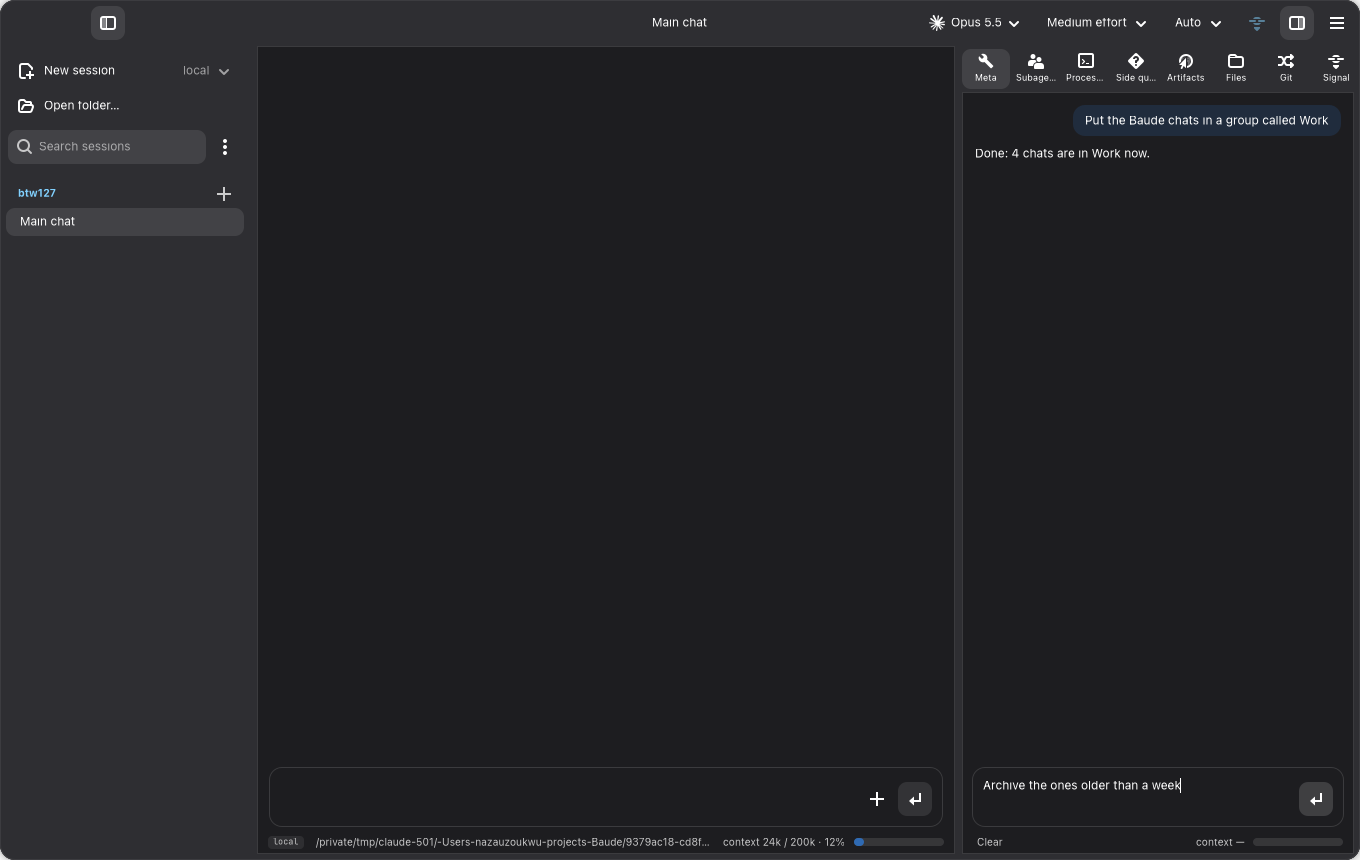 Main chat
Opus 5.5
Medium effort
Auto
New session
local
Open folder...
Search sessions
btw127
Main chat
Meta
Subage...
Proces...
Side qu...
Artifacts
Files
Git
Signal
Put the Baude chats in a group called Work
Done: 4 chats are in Work now.
Archive the ones older than a week
local
/private/tmp/claude-501/-Users-nazauzoukwu-projects-Baude/9379ac18-cd8f...
context 24k / 200k · 12%
Clear
context —